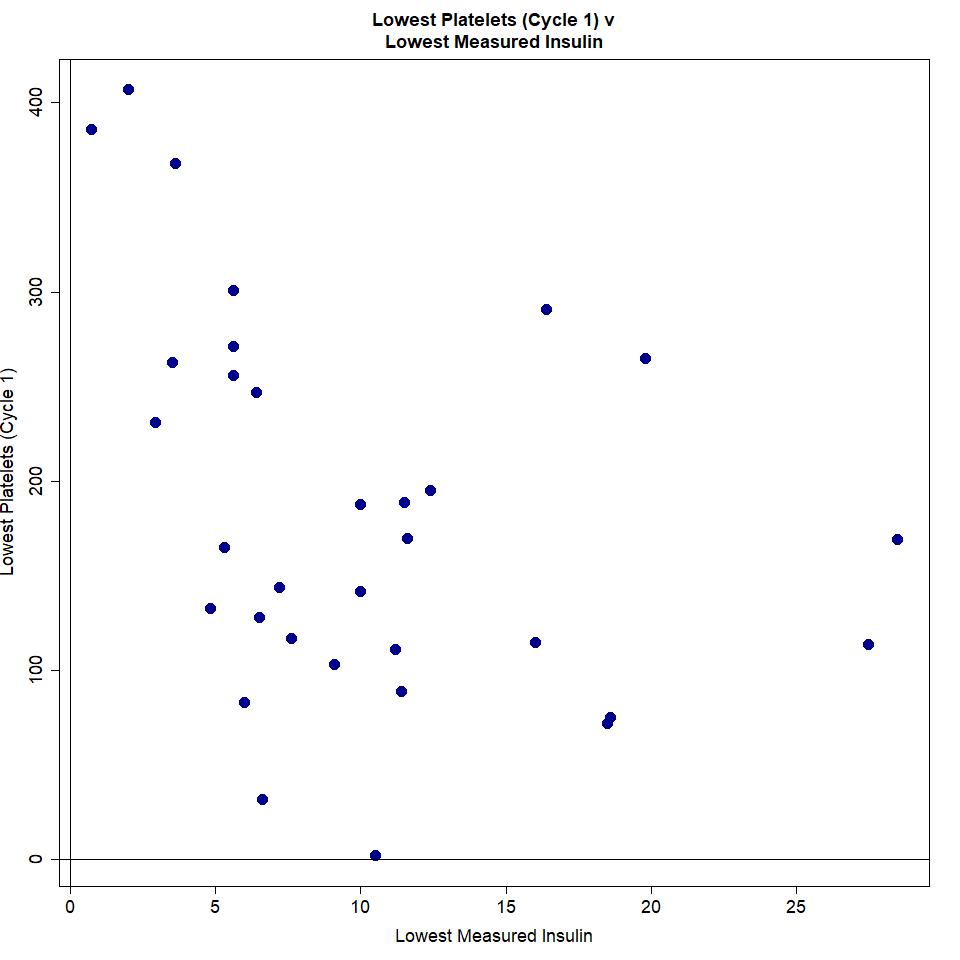 Lowest Platelets (Cycle 1) v
Lowest Measured Insulin
400
300
200
100
0
Lowest Platelets (Cycle 1)
0 5 10 15 20 25
Lowest Measured Insulin